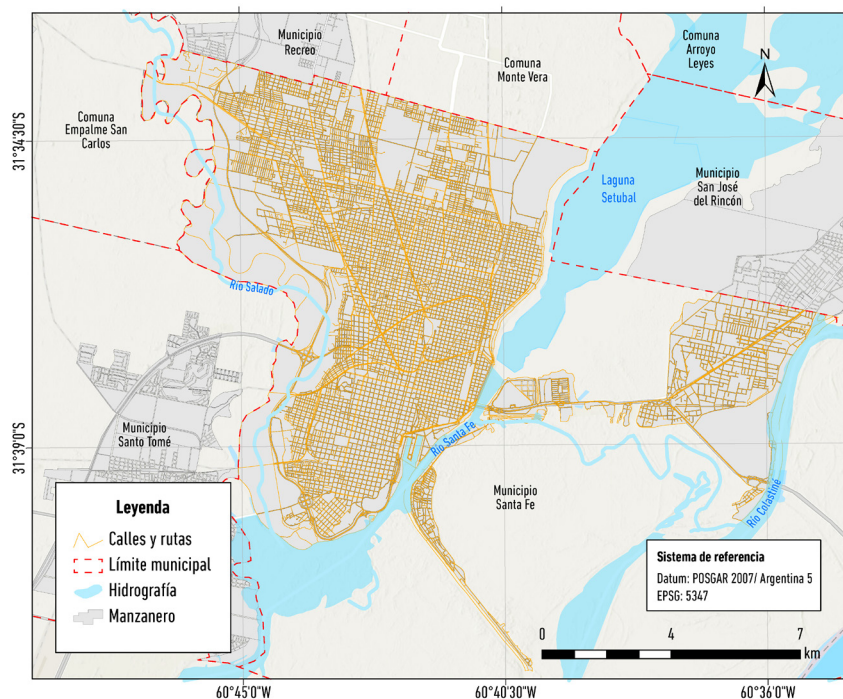 Municipio
Recreo
Comuna
Monte Vera
Comuna
Arroyo
Leyes
N
Comuna
Empalme San
Carlos
31°34'30"S
Laguna
Setubal
Municipio
San José
del Rincón
Río Salado
Municipio
Santo Tomé
31°39'0"S
Río Santa Fe
Municipio
Santa Fe
Río Colastiné
Leyenda
Calles y rutas
Límite municipal
Hidrografía
Manzanero
Sistema de referencia
Datum: POSGAR 2007/ Argentina 5
EPSG: 5347
0 4 7
km
60°45'0"W 60°40'30"W 60°36'0"W